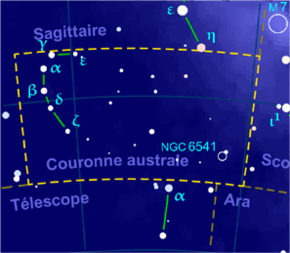 ε
M 7
Sagittaire
η
γ
α
ξ
β
δ
ι¹
ζ
NGC 6541
Couronne australe
Sco
Télescope
α
Ara